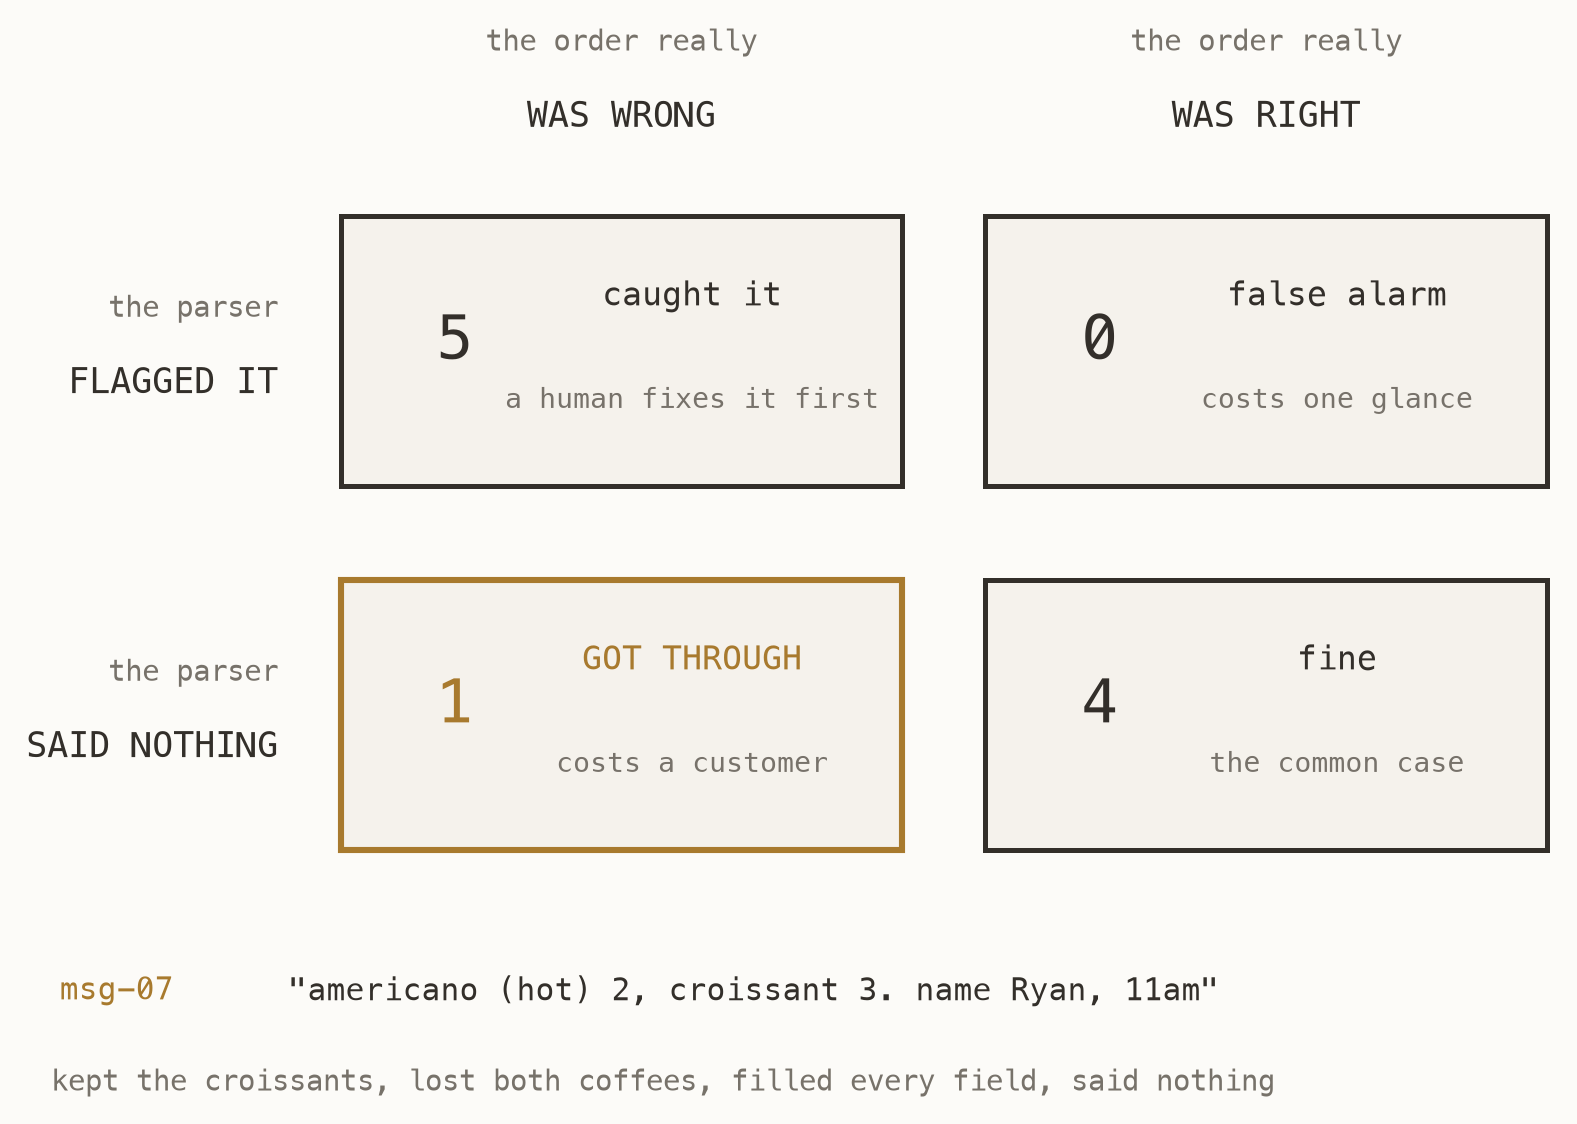 the order really
the order really
WAS WRONG
WAS RIGHT
the parser
FLAGGED IT
5
caught it
a human fixes it first
0
false alarm
costs one glance
the parser
SAID NOTHING
1
GOT THROUGH
costs a customer
4
fine
the common case
msg−07 "americano (hot) 2, croissant 3. name Ryan, 11am"
kept the croissants, lost both coffees, filled every field, said nothing